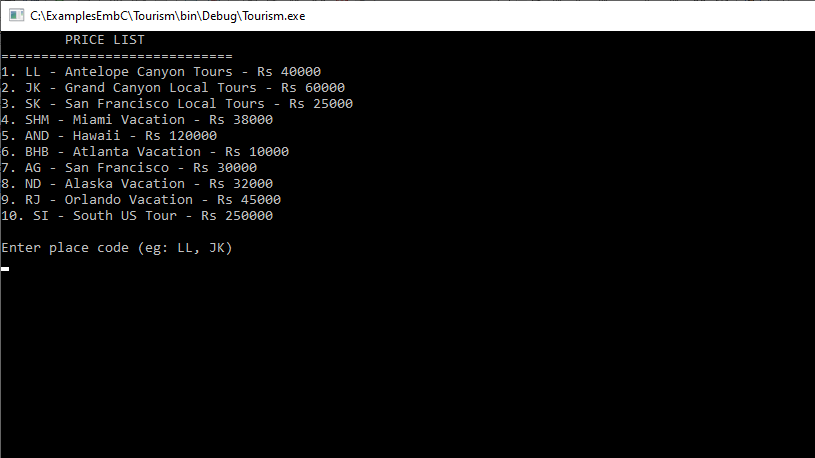 C:\ExamplesEmbC\Tourism\bin\Debug\Tourism.exe
PRICE LIST
=============================
1. LL - Antelope Canyon Tours - Rs 40000
2. JK - Grand Canyon Local Tours - Rs 60000
3. SK - San Francisco Local Tours - Rs 25000
4. SHM - Miami Vacation - Rs 38000
5. AND - Hawaii - Rs 120000
6. BHB - Atlanta Vacation - Rs 10000
7. AG - San Francisco - Rs 30000
8. ND - Alaska Vacation - Rs 32000
9. RJ - Orlando Vacation - Rs 45000
10. SI - South US Tour - Rs 250000
Enter place code (eg: LL, JK)